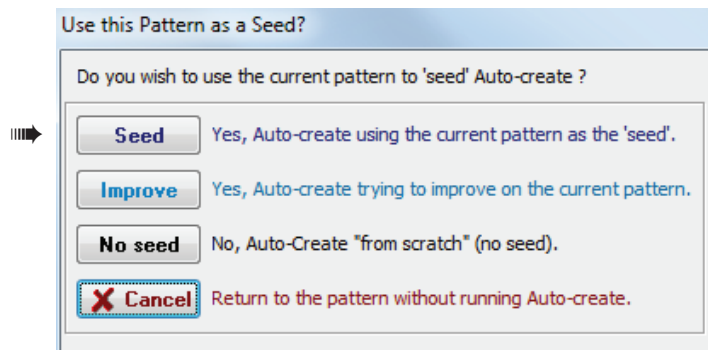 Use this Pattern as a Seed?
Do you wish to use the current pattern to 'seed' Auto-create ?
Seed Yes, Auto-create using the current pattern as the 'seed'.
Improve Yes, Auto-create trying to improve on the current pattern.
No seed No, Auto-Create "from scratch" (no seed).
Cancel Return to the pattern without running Auto-create.